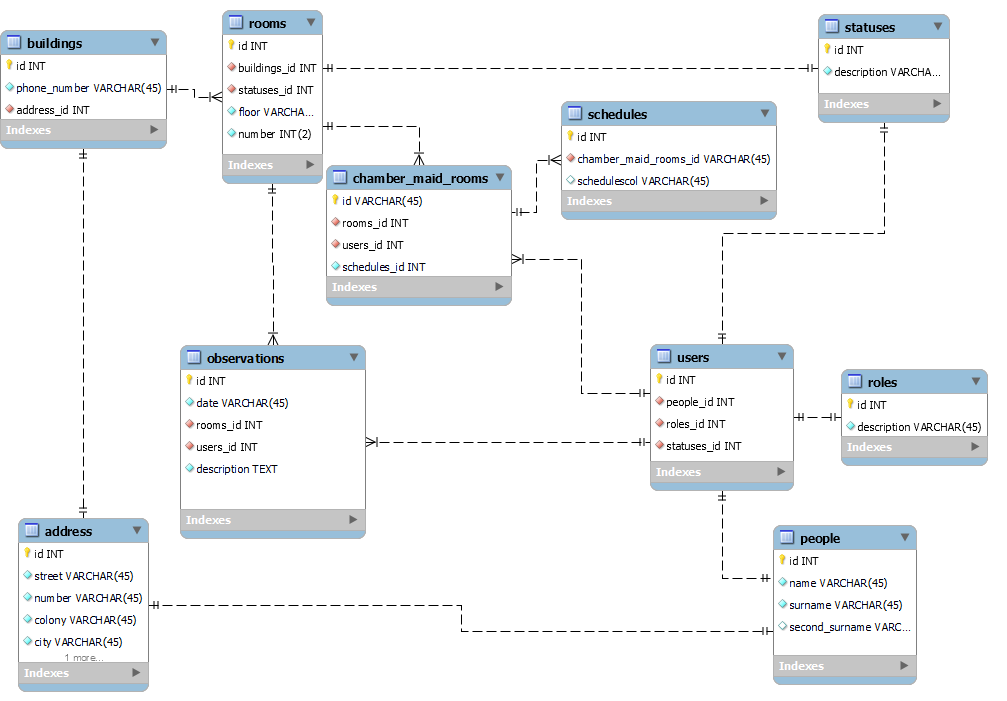 buildings
id INT
phone_number VARCHAR(45)
address_id INT
Indexes
rooms
id INT
buildings_id INT
statuses_id INT
floor VARCHA...
number INT(2)
Indexes
statuses
id INT
description VARCHA...
Indexes
schedules
id INT
chamber_maid_rooms_id VARCHAR(45)
schedulescol VARCHAR(45)
Indexes
chamber_maid_rooms
id VARCHAR(45)
rooms_id INT
users_id INT
schedules_id INT
Indexes
observations
id INT
date VARCHAR(45)
rooms_id INT
users_id INT
description TEXT
Indexes
users
id INT
people_id INT
roles_id INT
statuses_id INT
Indexes
roles
id INT
description VARCHAR(45)
Indexes
address
id INT
street VARCHAR(45)
number VARCHAR(45)
colony VARCHAR(45)
city VARCHAR(45)
1 more...
Indexes
people
id INT
name VARCHAR(45)
surname VARCHAR(45)
second_surname VARC...
Indexes